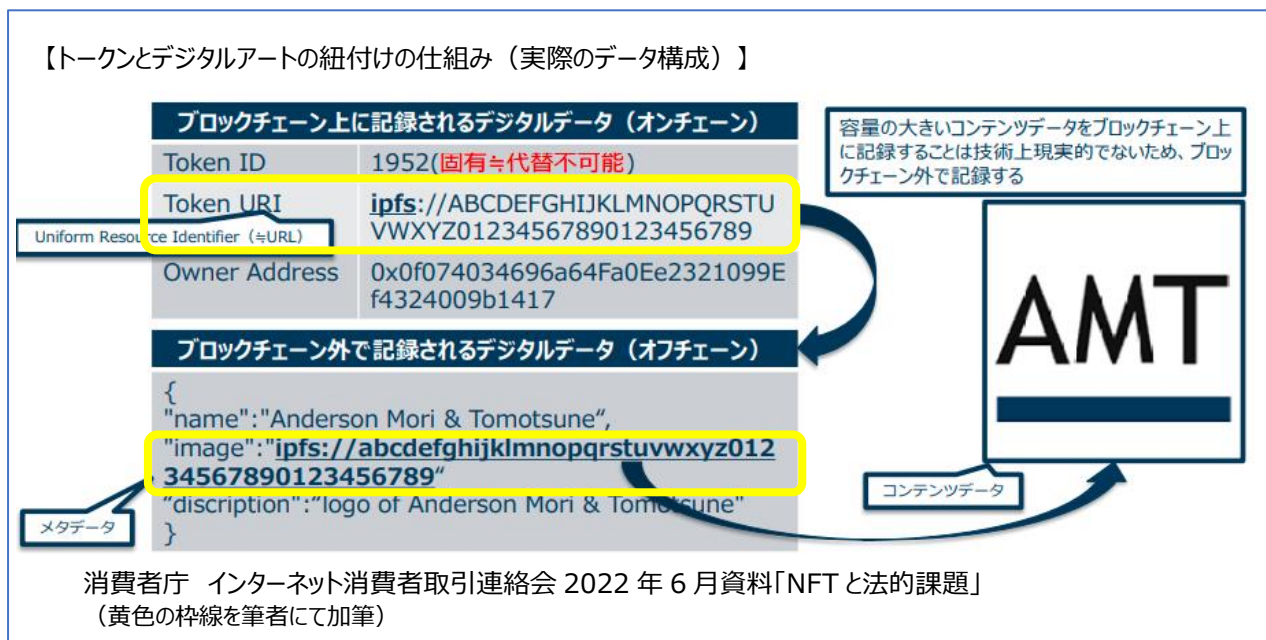 【トークンとデジタルアートの紐付けの仕組み（実際のデータ構成）】
ブロックチェーン上に記録されるデジタルデータ（オンチェーン）
Token ID
1952(固有≒代替不可能)
Token URI
ipfs://ABCDEFGHIJKLMNOPQRSTU
VWXYZ01234567890123456789
Uniform Resource Identifier（≒URL）
Owner Address
0x0f074034696a64Fa0Ee2321099E
f4324009b1417
容量の大きいコンテンツデータをブロックチェーン上
に記録することは技術上現実的でないため、ブロッ
クチェーン外で記録する
ブロックチェーン外で記録されるデジタルデータ（オフチェーン）
{
"name":"Anderson Mori & Tomotsune“,
"image":"ipfs://abcdefghijklmnopqrstuvwxyz012
34567890123456789“
“discription":“logo of Anderson Mori & Tomotsune"
}
メタデータ
AMT
コンテンツデータ
消費者庁　インターネット消費者取引連絡会 2022 年 6 月資料「NFT と法的課題」
（黄色の枠線を筆者にて加筆）